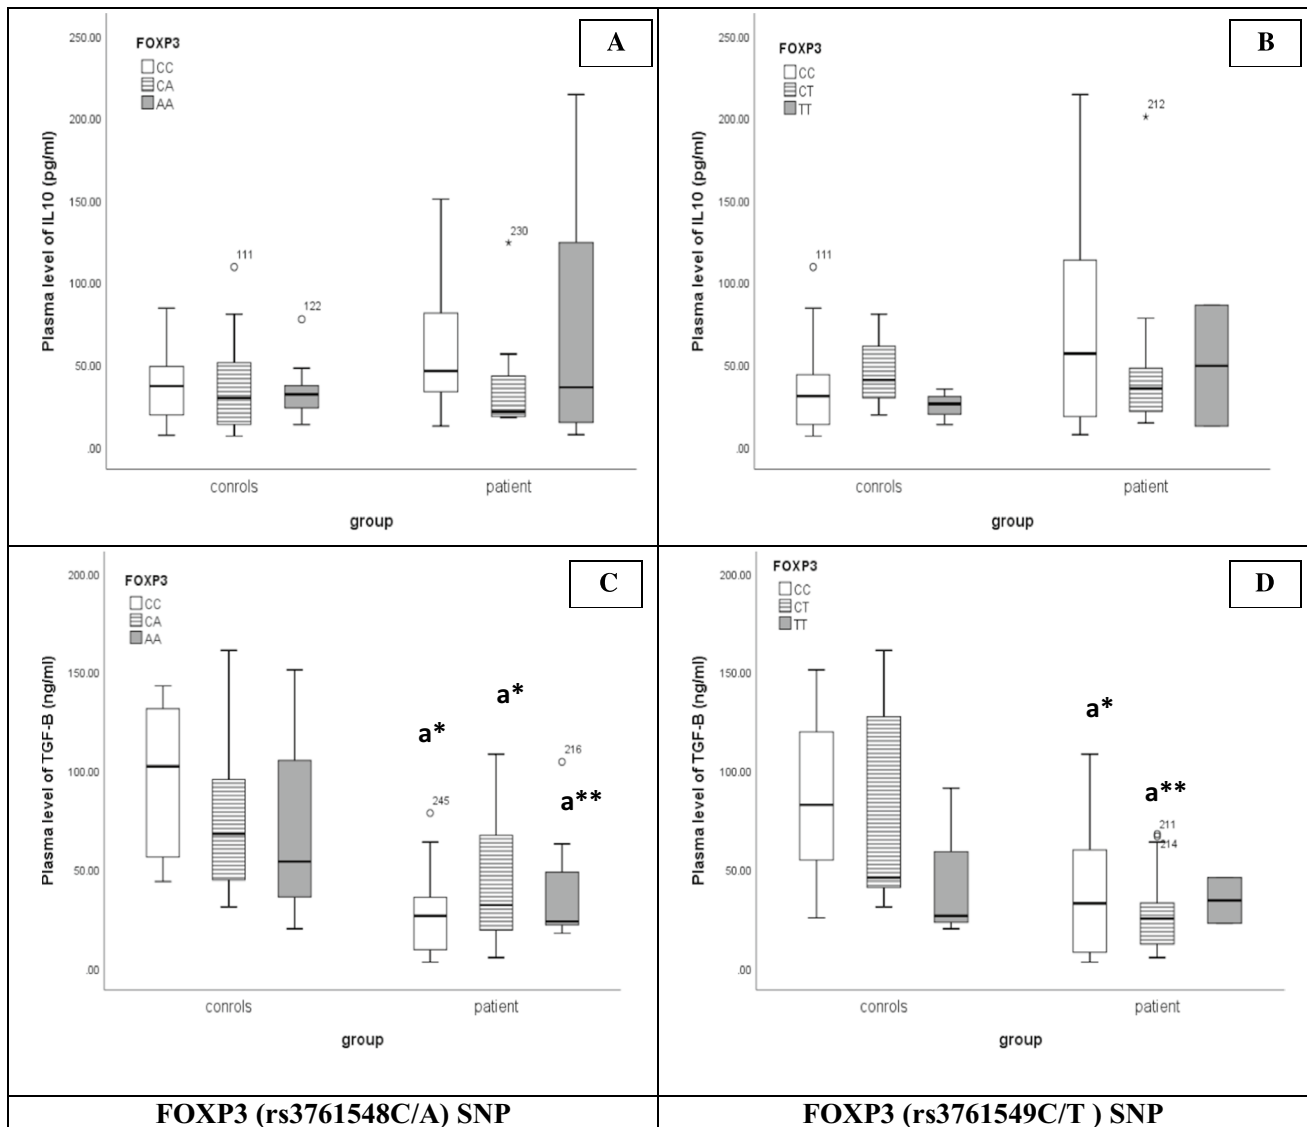 A
FOXP3
CC
CA
AA
250.00
200.00
150.00
100.00
50.00
.00
Plasma level of IL10 (pg/ml)
111
122
230
conrols
patient
group
B
FOXP3
CC
CT
TT
250.00
200.00
150.00
100.00
50.00
.00
Plasma level of IL10 (pg/ml)
111
212
*
conrols
patient
group
C
FOXP3
CC
CA
AA
200.00
150.00
100.00
50.00
.00
Plasma level of TGF-B (ng/ml)
a*
a*
a**
245
216
conrols
patient
group
D
FOXP3
CC
CT
TT
200.00
150.00
100.00
50.00
.00
Plasma level of TGF-B (ng/ml)
a*
a**
211
214
conrols
patient
group
FOXP3 (rs3761548C/A) SNP
FOXP3 (rs3761549C/T ) SNP